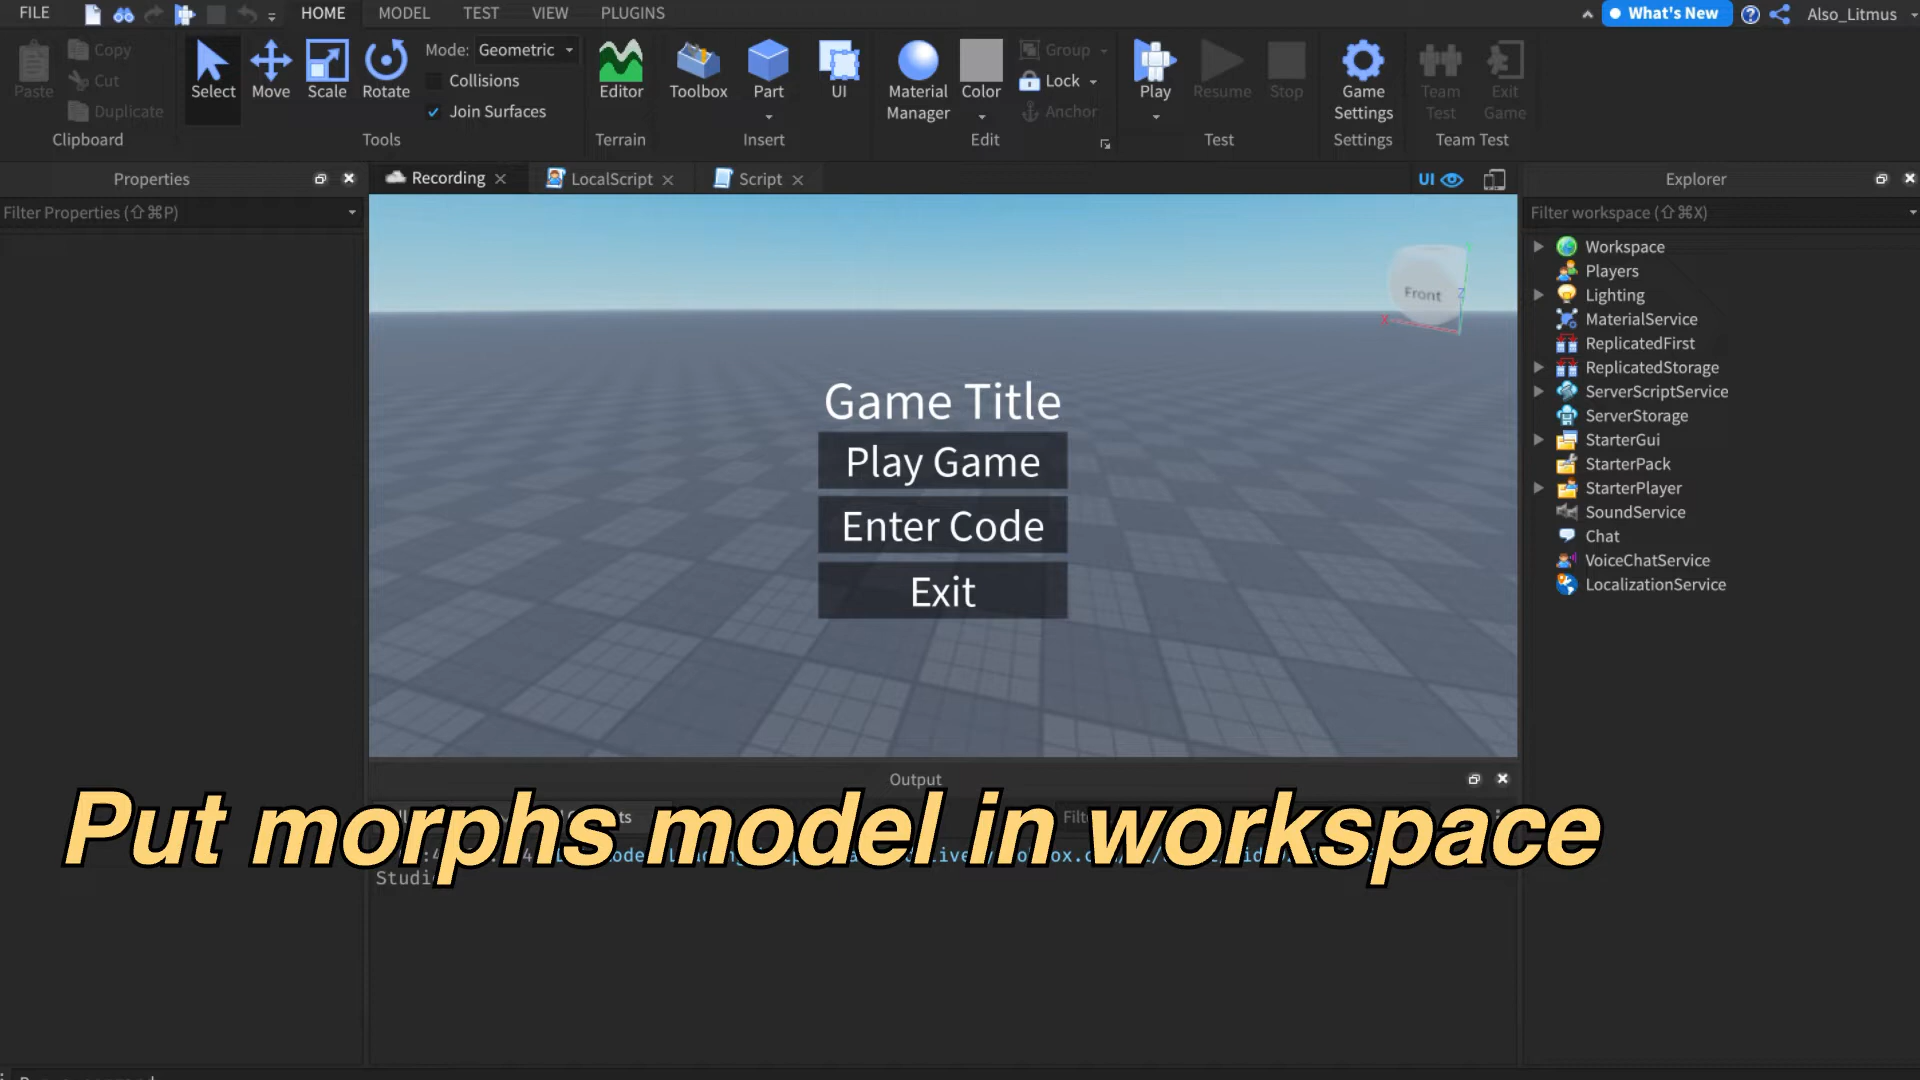 FILE
HOME MODEL TEST VIEW PLUGINS
What's New
Also_Litmus
Paste
Copy
Cut
Duplicate
Clipboard
Select Move Scale Rotate
Mode: Geometric
Collisions
Join Surfaces
Tools
Editor
Terrain
Toolbox Part UI
Insert
Material Manager
Color
Group
Lock
Anchor
Edit
Play Resume Stop
Test
Game Settings
Settings
Team Test
Exit Game
Team Test
Properties
Recording LocalScript Script
UI
Explorer
Filter Properties (⇧⌘P)
Filter workspace (⇧⌘X)
Front
X
Z
Game Title
Play Game
Enter Code
Exit
Workspace
Players
Lighting
MaterialService
ReplicatedFirst
ReplicatedStorage
ServerScriptService
ServerStorage
StarterGui
StarterPack
StarterPlayer
SoundService
Chat
VoiceChatService
LocalizationService
Output
Put morphs model in workspace